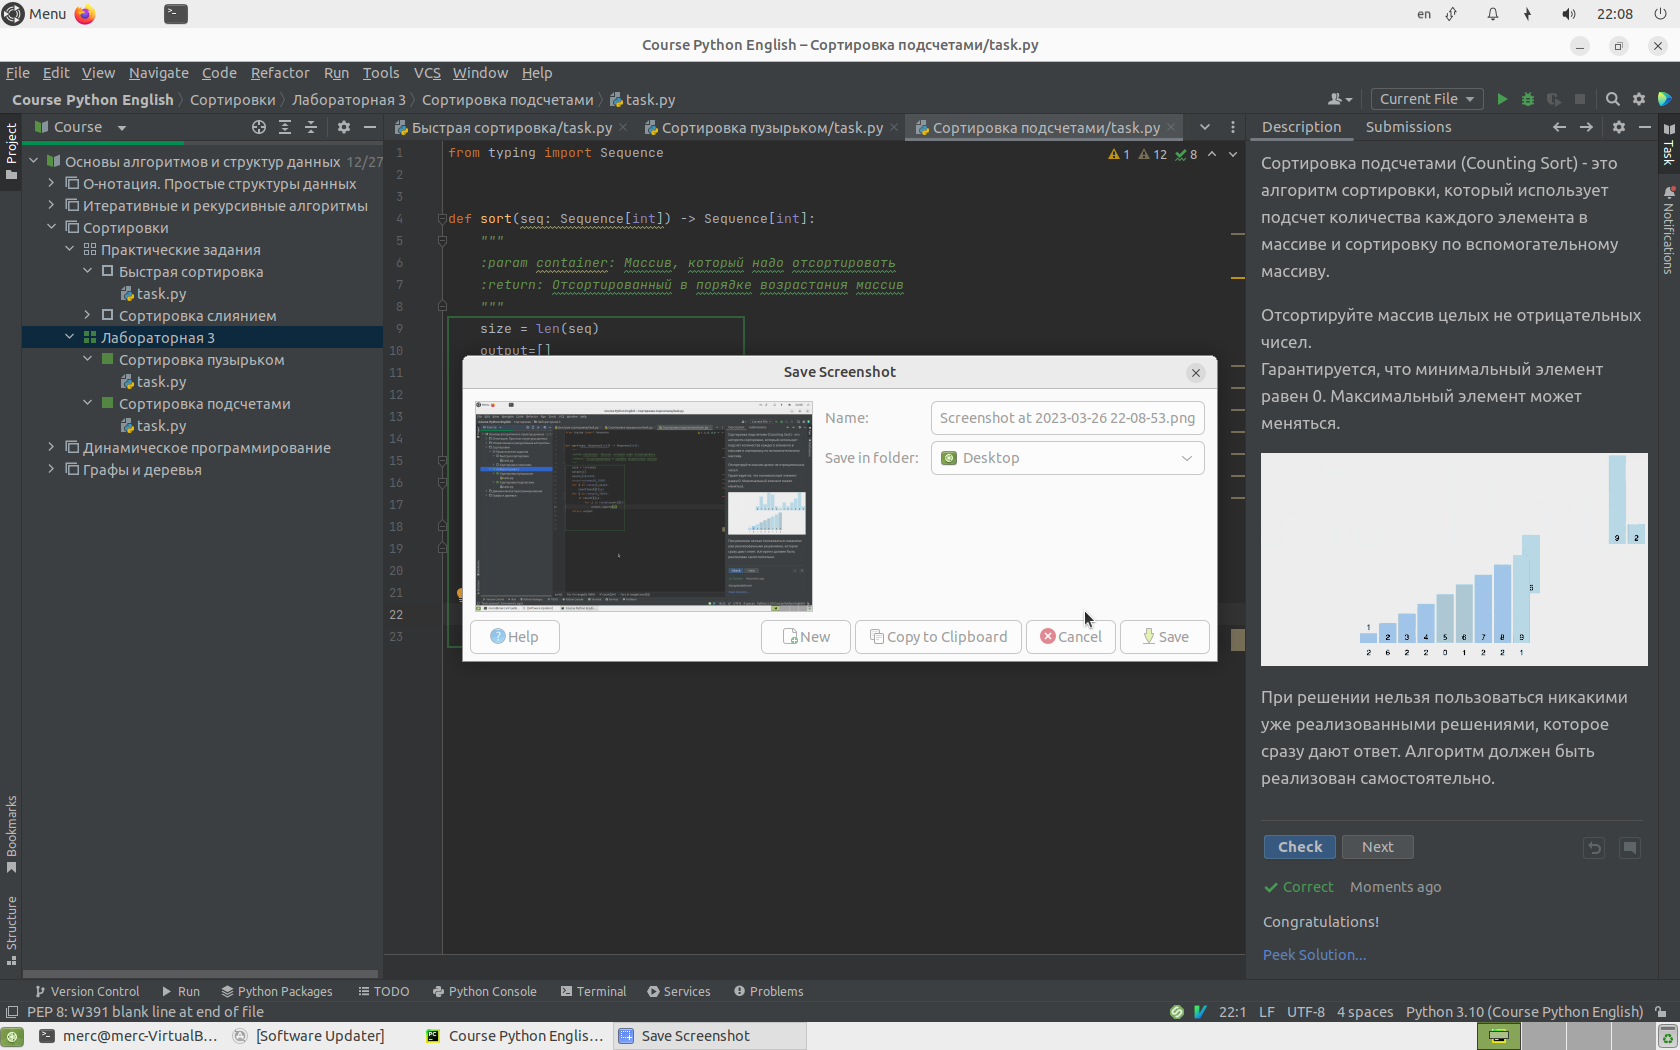 Menu
en
22:08
Course Python English – Сортировка подсчетами/task.py
File Edit View Navigate Code Refactor Run Tools VCS Window Help
Course Python English Сортировки Лабораторная 3 Сортировка подсчетами task.py
Current File
Project
Course
Основы алгоритмов и структур данных 12/27
О-нотация. Простые структуры данных
Итеративные и рекурсивные алгоритмы
Сортировки
Практические задания
Быстрая сортировка
task.py
Сортировка слиянием
Лабораторная 3
Сортировка пузырьком
task.py
Сортировка подсчетами
task.py
Динамическое программирование
Графы и деревья
Bookmarks
Structure
Быстрая сортировка/task.py
Сортировка пузырьком/task.py
Сортировка подсчетами/task.py
1 from typing import Sequence
1 12 8
2
3
4 def sort(seq: Sequence[int]) -> Sequence[int]:
5 """
6 :param container: Массив, который надо отсортировать
7 :return: Отсортированный в порядке возрастания массив
8 """
9 size = len(seq)
10 output=[]
11
12
13
14
15
16
17
18
19
20
21
22
23
Save Screenshot
Name: Screenshot at 2023-03-26 22-08-53.png
Save in folder: Desktop
Help
New
Copy to Clipboard
Cancel
Save
Description
Submissions
Task
Notifications
Сортировка подсчетами (Counting Sort) - это
алгоритм сортировки, который использует
подсчет количества каждого элемента в
массиве и сортировку по вспомогательному
массиву.
Отсортируйте массив целых не отрицательных
чисел.
Гарантируется, что минимальный элемент
равен 0. Максимальный элемент может
меняться.
9 2
1 2 3 4 5 6 7 8 9
2 6 2 2 0 1 2 2 1
При решении нельзя пользоваться никакими
уже реализованными решениями, которое
сразу дают ответ. Алгоритм должен быть
реализован самостоятельно.
Check
Next
Correct Moments ago
Congratulations!
Peek Solution...
Version Control Run Python Packages TODO Python Console Terminal Services Problems
PEP 8: W391 blank line at end of file
22:1 LF UTF-8 4 spaces Python 3.10 (Course Python English)
merc@merc-VirtualB...
[Software Updater]
Course Python Englis...
Save Screenshot